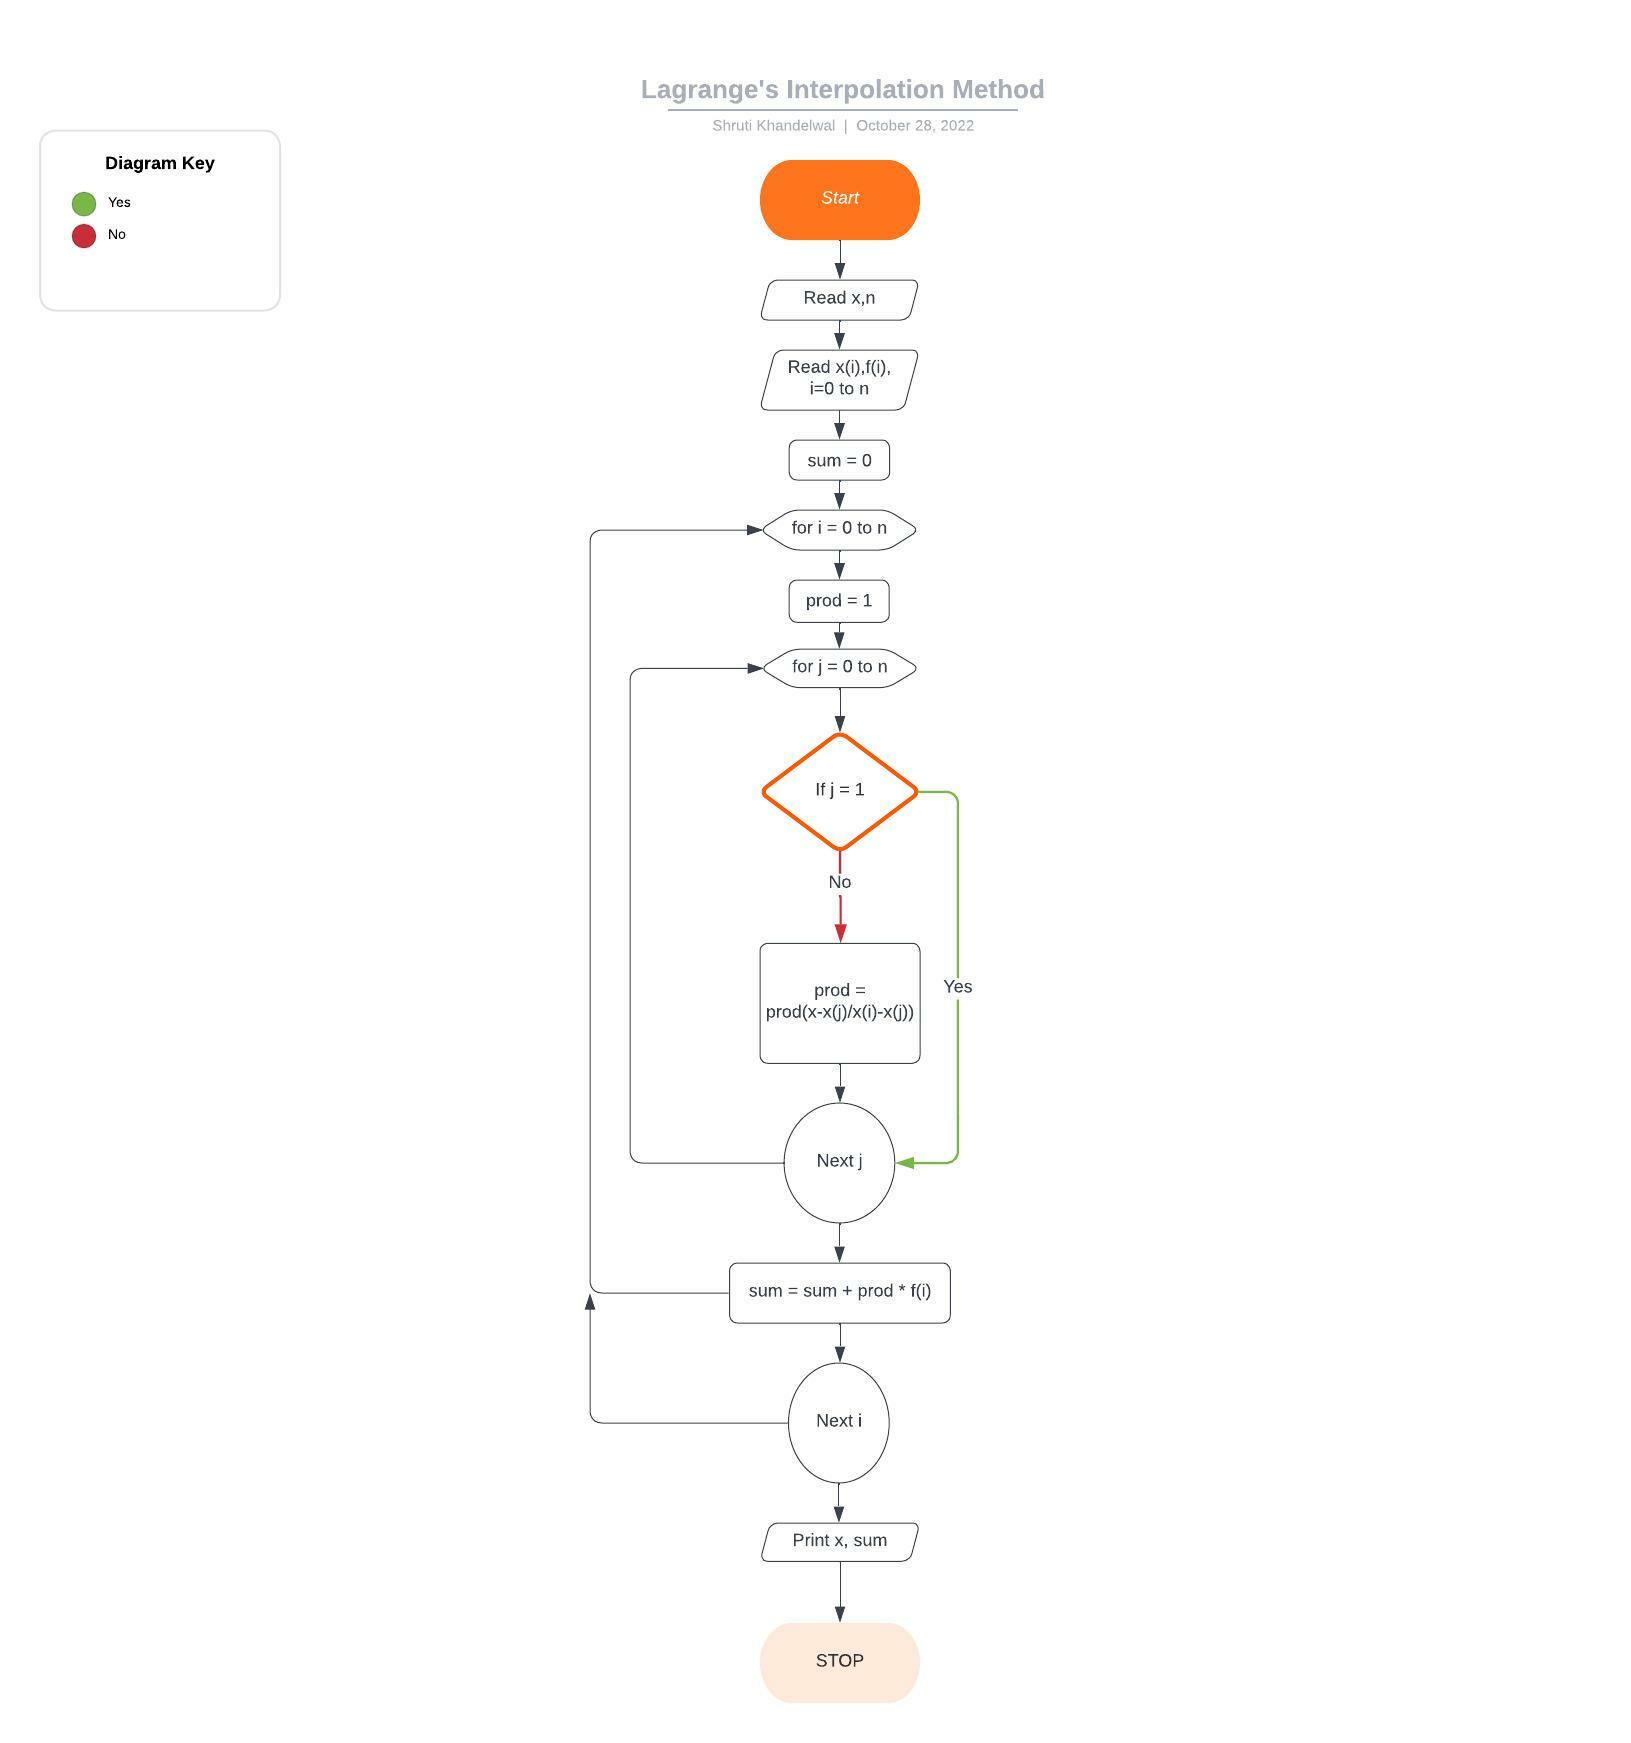 Lagrange's Interpolation Method
Shruti Khandelwal | October 28, 2022
Diagram Key
Yes
No
Start
Read x,n
Read x(i),f(i),
i=0 to n
sum = 0
for i = 0 to n
prod = 1
for j = 0 to n
If j = 1
No
prod =
prod(x-x(j)/x(i)-x(j))
Yes
Next j
sum = sum + prod * f(i)
Next i
Print x, sum
STOP